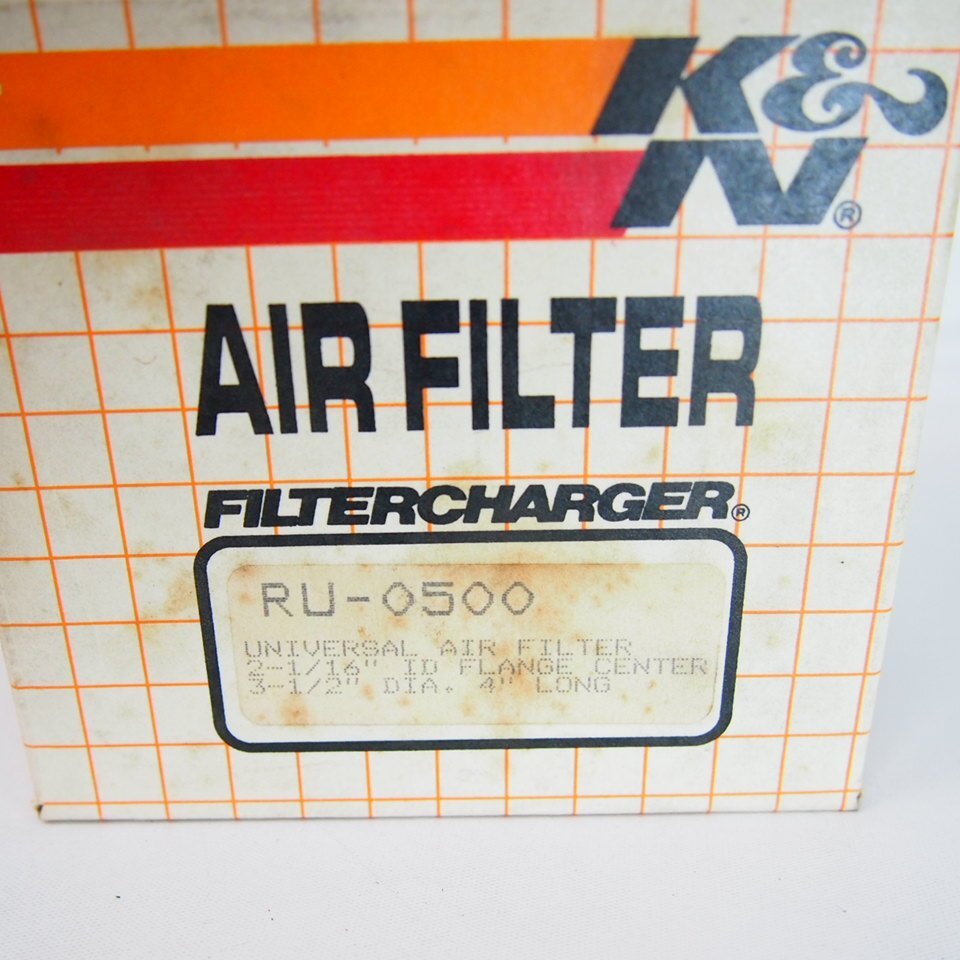 K&
N®
AIR FILTER
FILTERCHARGER®
RU-0500
UNIVERSAL AIR FILTER
2-1/16" ID FLANGE CENTER
3-1/2" DIA. 4" LONG